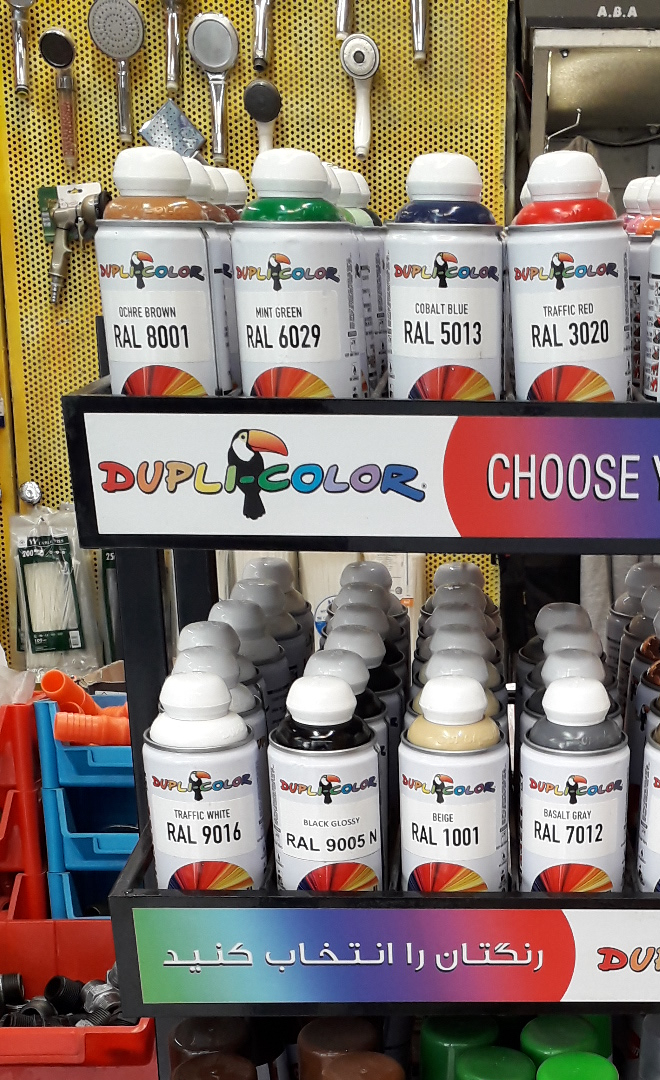 A.B.A
DUPLI-COLOR
OCHRE BROWN
RAL 8001
DUPLI-COLOR
MINT GREEN
RAL 6029
DUPLI-COLOR
COBALT BLUE
RAL 5013
DUPLI-COLOR
TRAFFIC RED
RAL 3020
DUPLI-COLOR
CHOOSE
200
DUPLI-COLOR
TRAFFIC WHITE
RAL 9016
DUPLI-COLOR
BLACK GLOSSY
RAL 9005 N
DUPLI-COLOR
BEIGE
RAL 1001
DUPLI-COLOR
BASALT GRAY
RAL 7012
رنگتان را انتخاب کنید